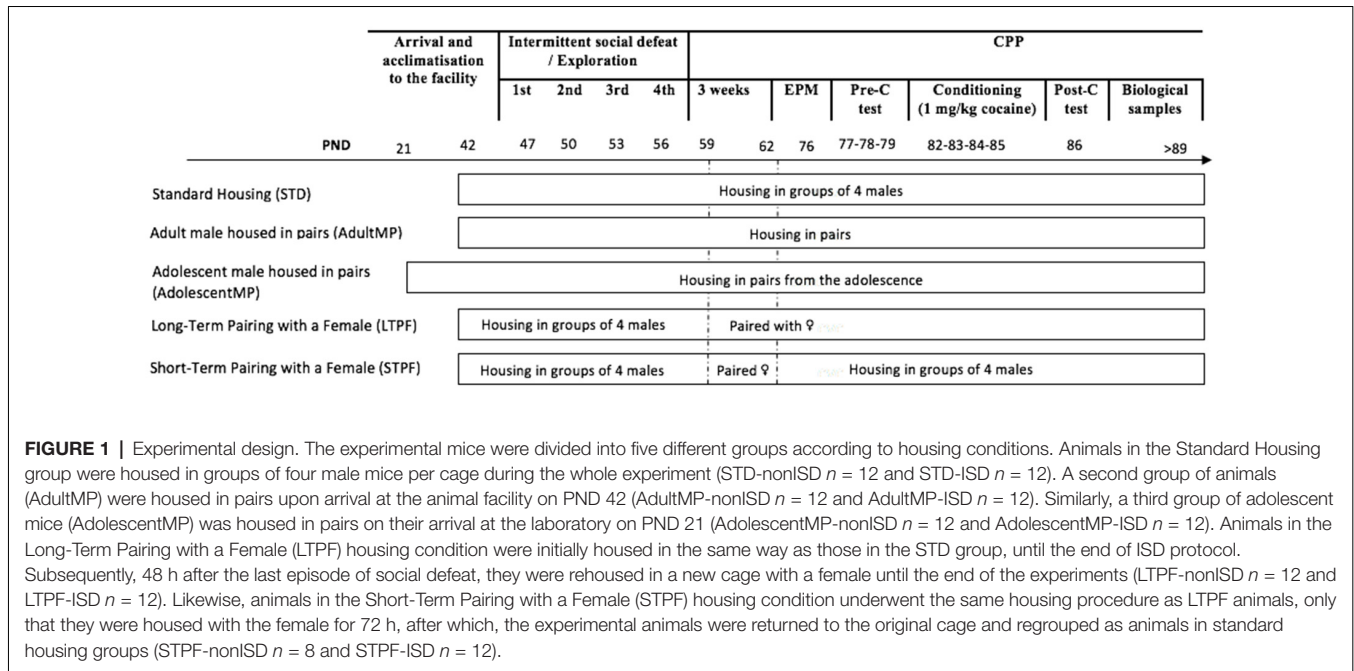 Arrival and
acclimatisation
to the facility
Intermittent social defeat
/ Exploration
CPP
1st 2nd 3rd 4th 3 weeks EPM Pre-C
test Conditioning
(1 mg/kg cocaine) Post-C
test Biological
samples
PND 21 42 47 50 53 56 59 62 76 77-78-79 82-83-84-85 86 >89
Standard Housing (STD) Housing in groups of 4 males
Adult male housed in pairs (AdultMP) Housing in pairs
Adolescent male housed in pairs
(AdolescentMP) Housing in pairs from the adolescence
Long-Term Pairing with a Female (LTPF) Housing in groups of 4 males Paired with ♀
Short-Term Pairing with a Female (STPF) Housing in groups of 4 males Paired ♀ Housing in groups of 4 males
FIGURE 1 | Experimental design. The experimental mice were divided into five different groups according to housing conditions. Animals in the Standard Housing
group were housed in groups of four male mice per cage during the whole experiment (STD-nonISD n = 12 and STD-ISD n = 12). A second group of animals
(AdultMP) were housed in pairs upon arrival at the animal facility on PND 42 (AdultMP-nonISD n = 12 and AdultMP-ISD n = 12). Similarly, a third group of adolescent
mice (AdolescentMP) was housed in pairs on their arrival at the laboratory on PND 21 (AdolescentMP-nonISD n = 12 and AdolescentMP-ISD n = 12). Animals in the
Long-Term Pairing with a Female (LTPF) housing condition were initially housed in the same way as those in the STD group, until the end of ISD protocol.
Subsequently, 48 h after the last episode of social defeat, they were rehoused in a new cage with a female until the end of the experiments (LTPF-nonISD n = 12 and
LTPF-ISD n = 12). Likewise, animals in the Short-Term Pairing with a Female (STPF) housing condition underwent the same housing procedure as LTPF animals, only
that they were housed with the female for 72 h, after which, the experimental animals were returned to the original cage and regrouped as animals in standard
housing groups (STPF-nonISD n = 8 and STPF-ISD n = 12).